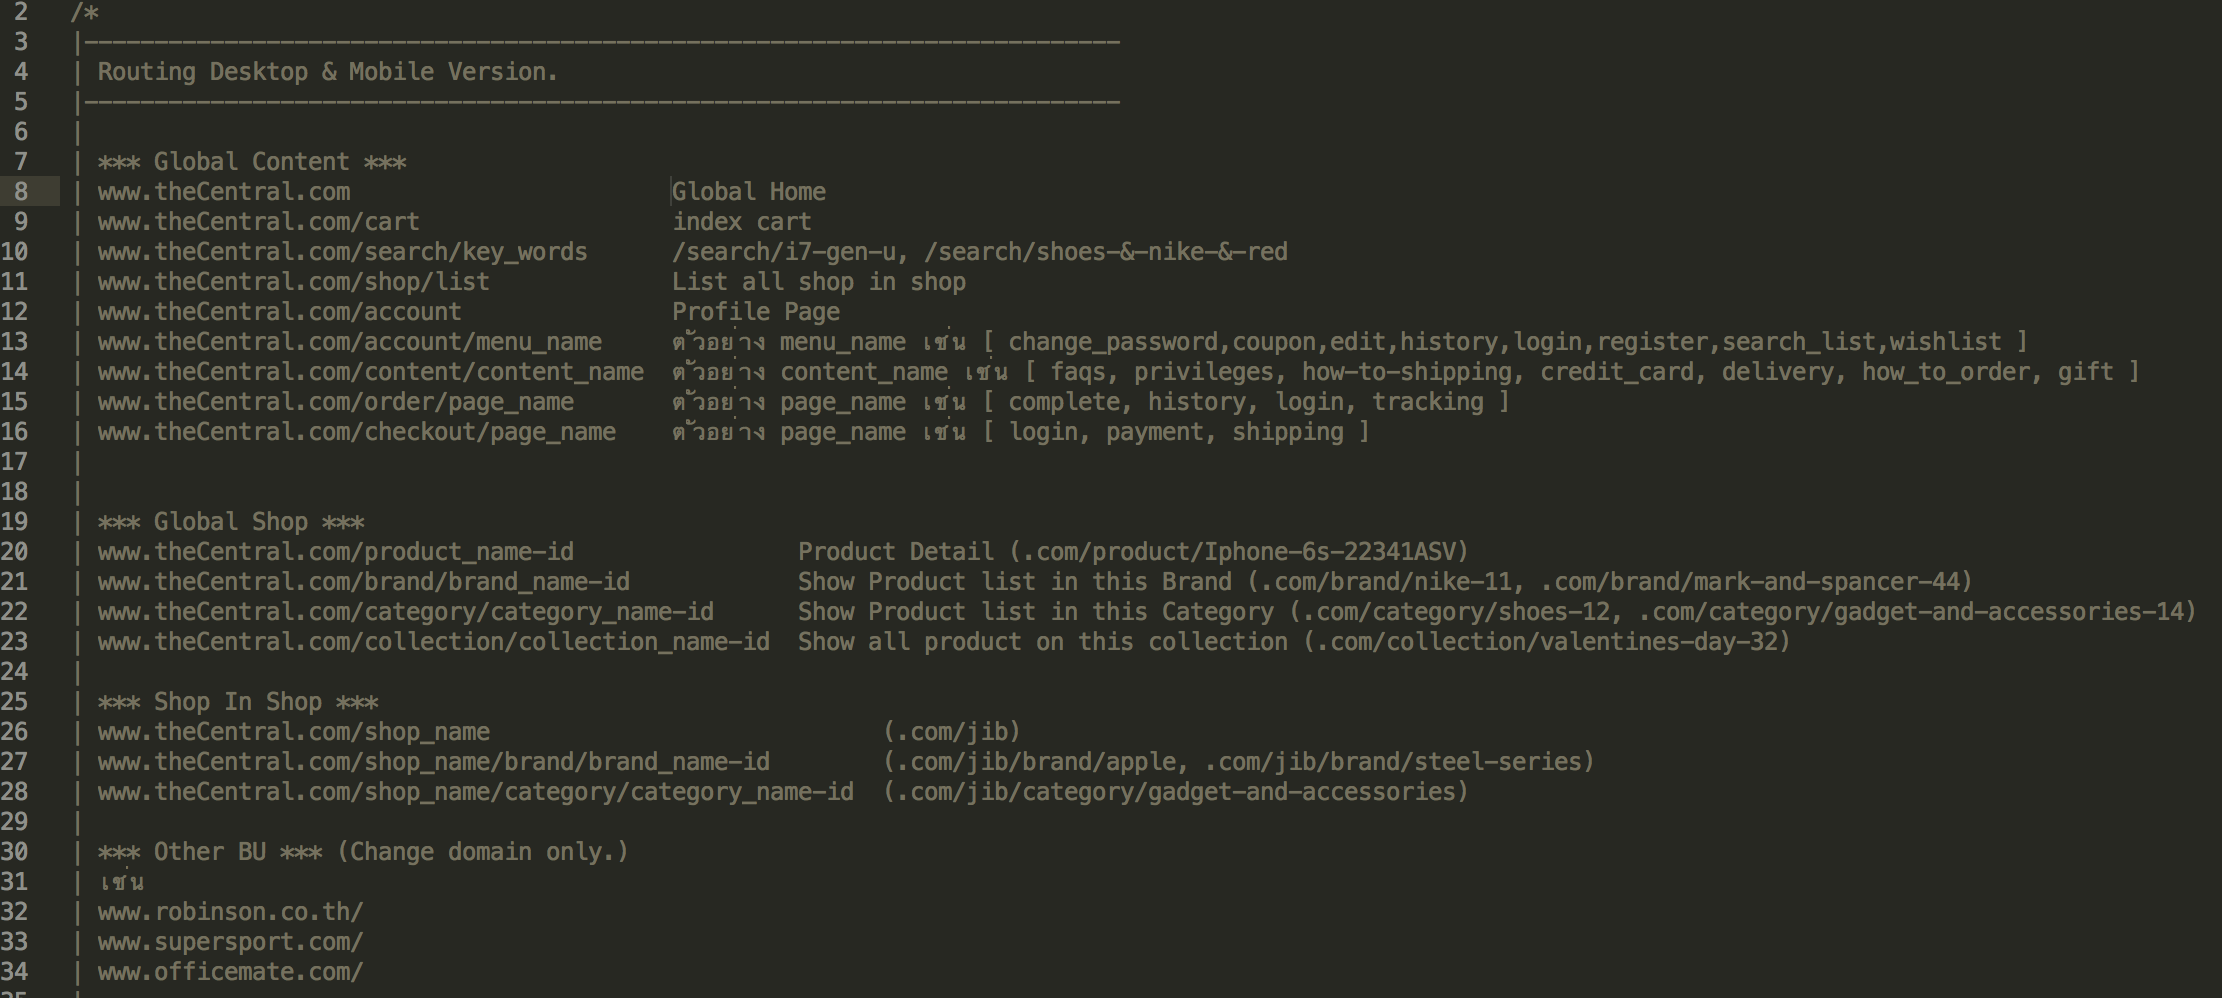 2 /*
3 |--------------------------------------------------------------------------
4 | Routing Desktop & Mobile Version.
5 |--------------------------------------------------------------------------
6 |
7 | *** Global Content ***
8 | www.theCentral.com Global Home
9 | www.theCentral.com/cart index cart
10 | www.theCentral.com/search/key_words /search/i7-gen-u, /search/shoes-&-nike-&-red
11 | www.theCentral.com/shop/list List all shop in shop
12 | www.theCentral.com/account Profile Page
13 | www.theCentral.com/account/menu_name ตัวอย่าง menu_name เช่น [ change_password,coupon,edit,history,login,register,search_list,wishlist ]
14 | www.theCentral.com/content/content_name ตัวอย่าง content_name เช่น [ faqs, privileges, how-to-shipping, credit_card, delivery, how_to_order, gift ]
15 | www.theCentral.com/order/page_name ตัวอย่าง page_name เช่น [ complete, history, login, tracking ]
16 | www.theCentral.com/checkout/page_name ตัวอย่าง page_name เช่น [ login, payment, shipping ]
17 |
18 |
19 | *** Global Shop ***
20 | www.theCentral.com/product_name-id Product Detail (.com/product/Iphone-6s-22341ASV)
21 | www.theCentral.com/brand/brand_name-id Show Product list in this Brand (.com/brand/nike-11, .com/brand/mark-and-spancer-44)
22 | www.theCentral.com/category/category_name-id Show Product list in this Category (.com/category/shoes-12, .com/category/gadget-and-accessories-14)
23 | www.theCentral.com/collection/collection_name-id Show all product on this collection (.com/collection/valentines-day-32)
24 |
25 | *** Shop In Shop ***
26 | www.theCentral.com/shop_name (.com/jib)
27 | www.theCentral.com/shop_name/brand/brand_name-id (.com/jib/brand/apple, .com/jib/brand/steel-series)
28 | www.theCentral.com/shop_name/category/category_name-id (.com/jib/category/gadget-and-accessories)
29 |
30 | *** Other BU *** (Change domain only.)
31 | เช่น
32 | www.robinson.co.th/
33 | www.supersport.com/
34 | www.officemate.com/
35 |